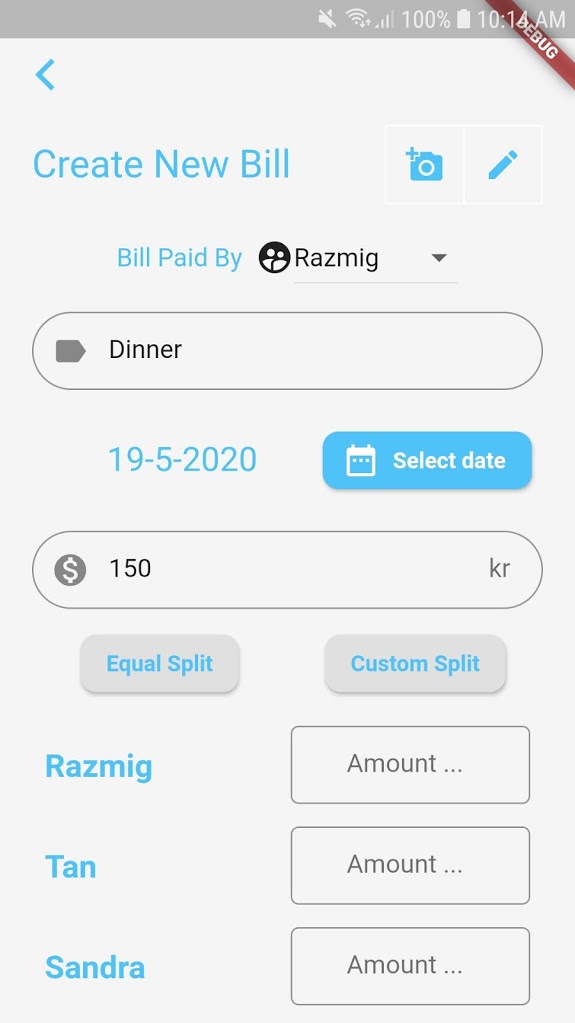 100% 10:14 AM
DEBUG
Create New Bill
Bill Paid By Razmig
Dinner
19-5-2020 Select date
150 kr
Equal Split Custom Split
Razmig Amount ...
Tan Amount ...
Sandra Amount ...